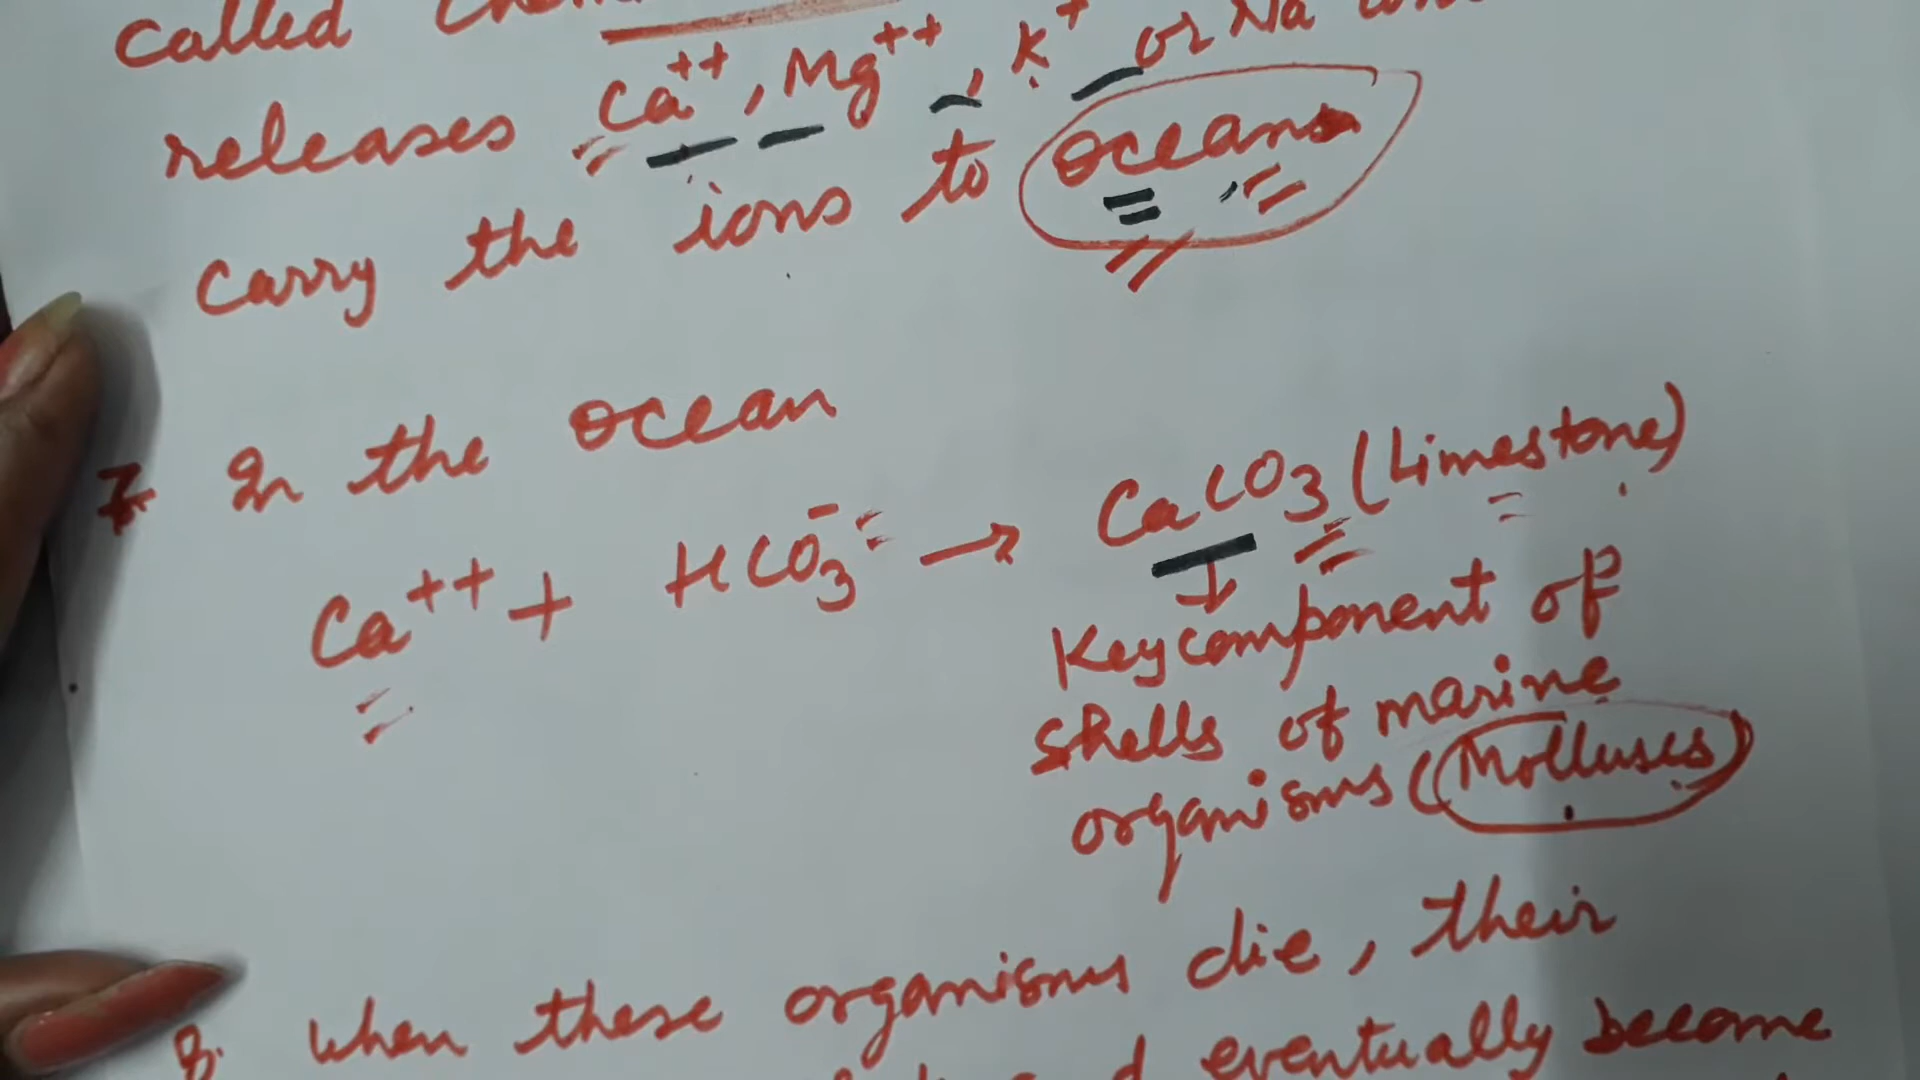 called
releases Ca++, Mg++, K+ or Na
carry the ions to oceans
7. In the ocean
Ca++ + HCO3- → CaCO3 (Limestone)
↓
Key component of
shells of marine
organisms (Molluscs)
8. When these organisms die, their
eventually become